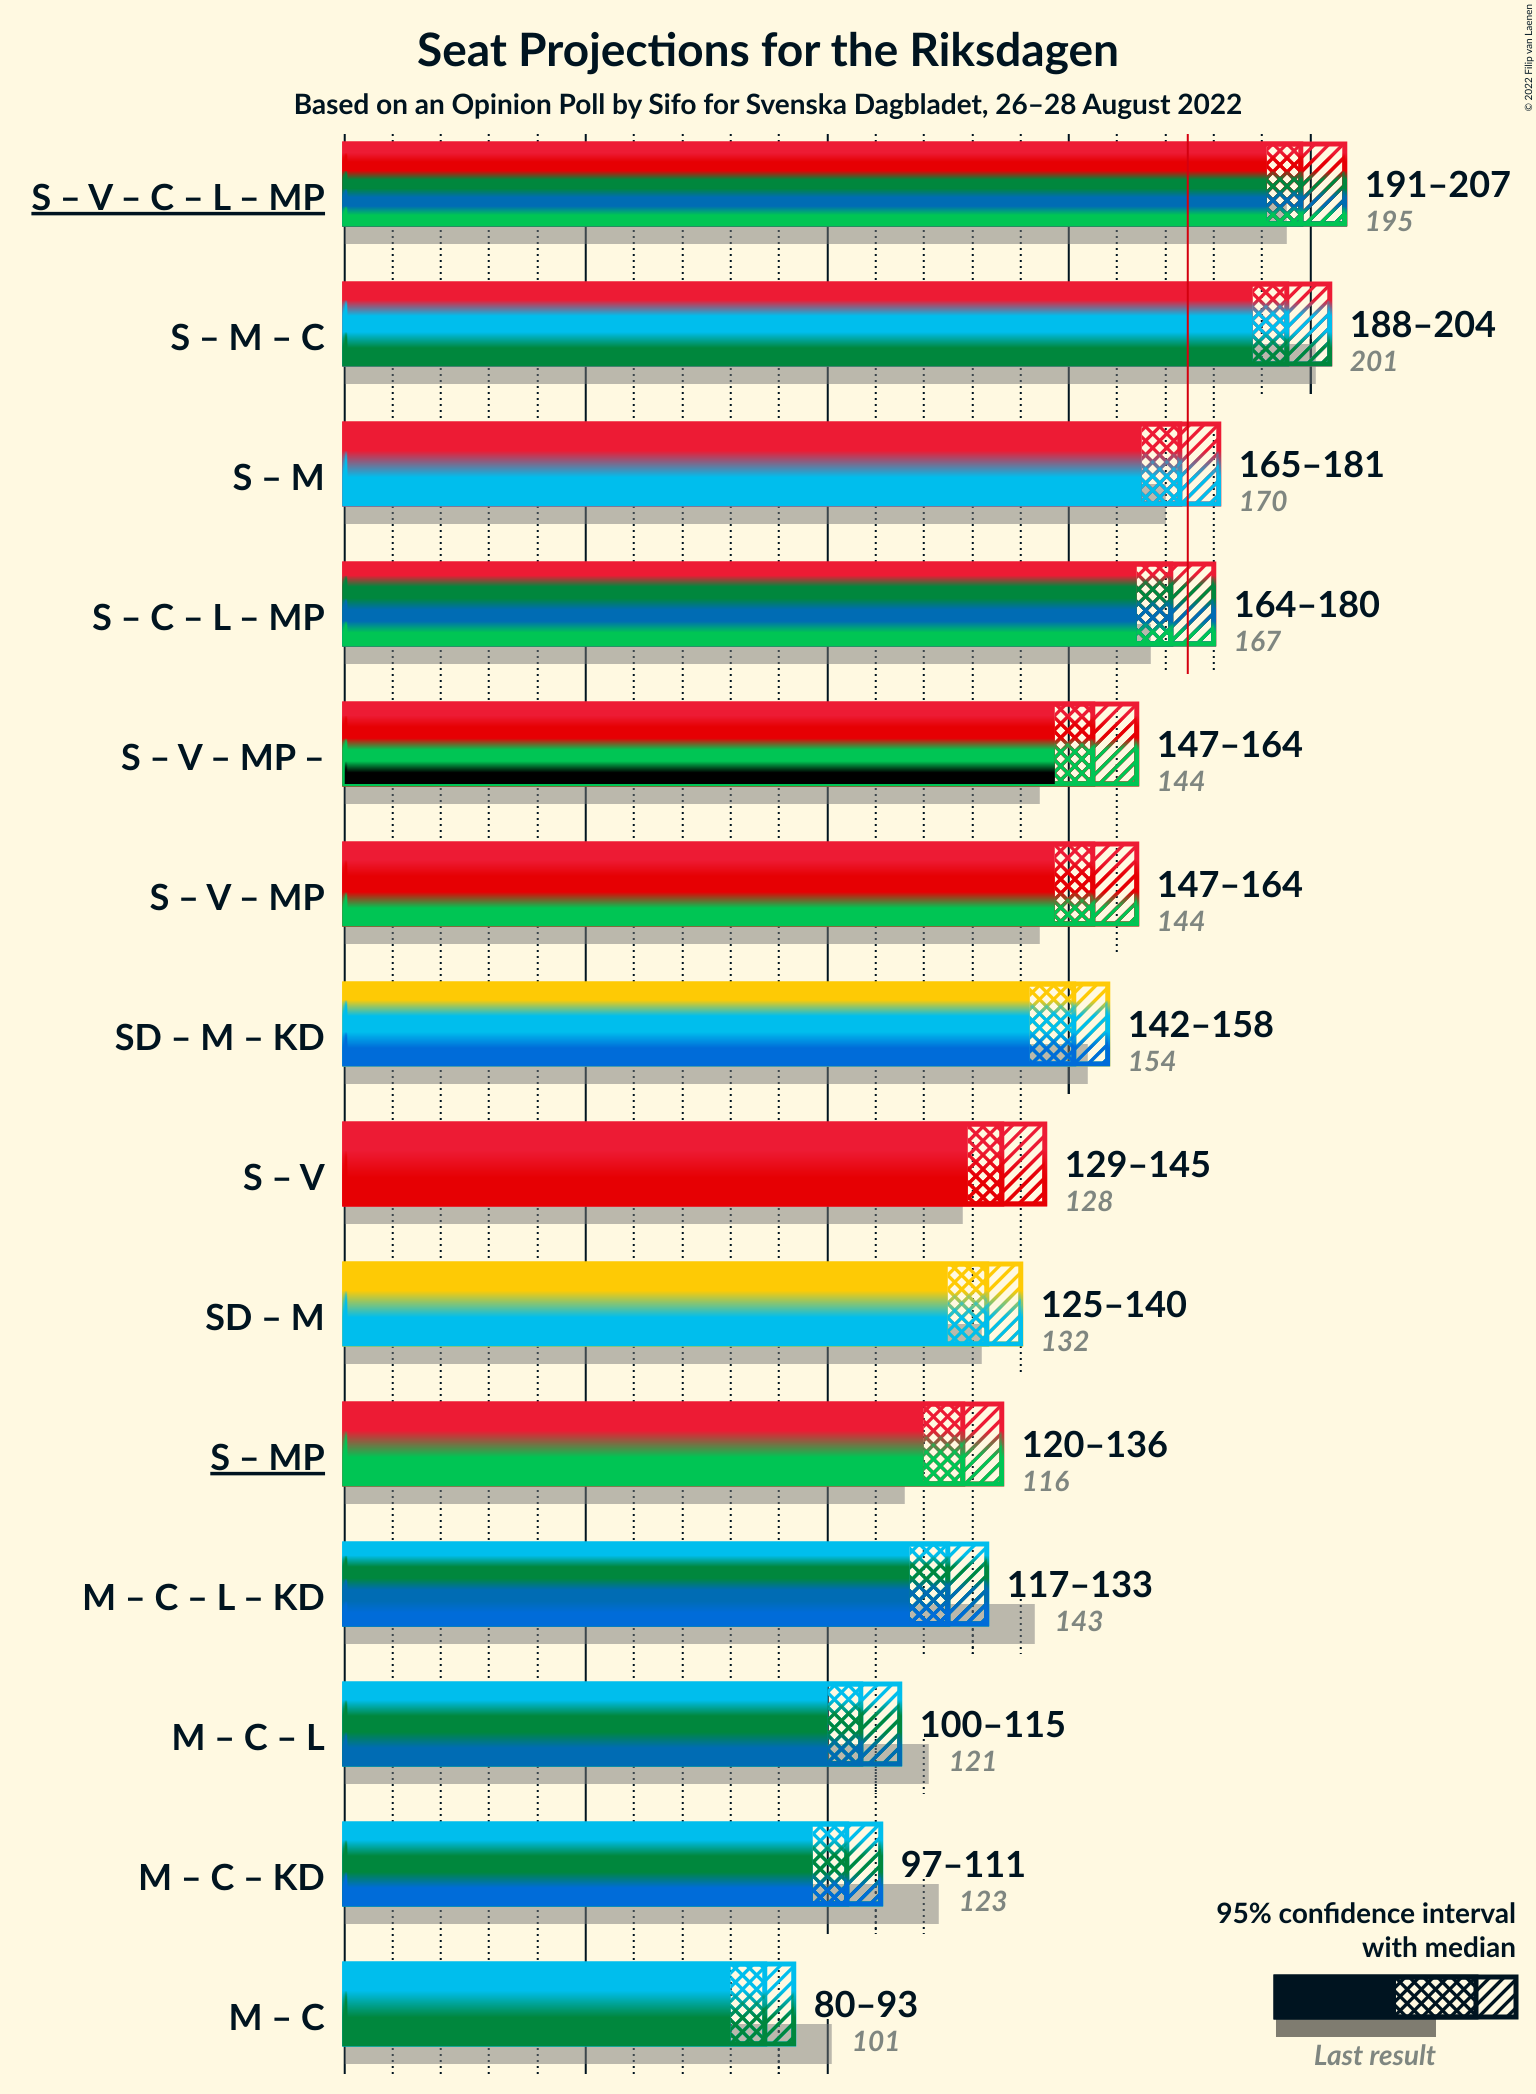 Seat Projections for the Riksdagen
Based on an Opinion Poll by Sifo for Svenska Dagbladet, 26–28 August 2022
© 2022 Filip van Laenen
S – V – C – L – MP
191–207
195
S – M – C
188–204
201
S – M
165–181
170
S – C – L – MP
164–180
167
S – V – MP –
147–164
144
S – V – MP
147–164
144
SD – M – KD
142–158
154
S – V
129–145
128
SD – M
125–140
132
S – MP
120–136
116
M – C – L – KD
117–133
143
M – C – L
100–115
121
M – C – KD
97–111
123
M – C
80–93
101
95% confidence interval
with median
Last result